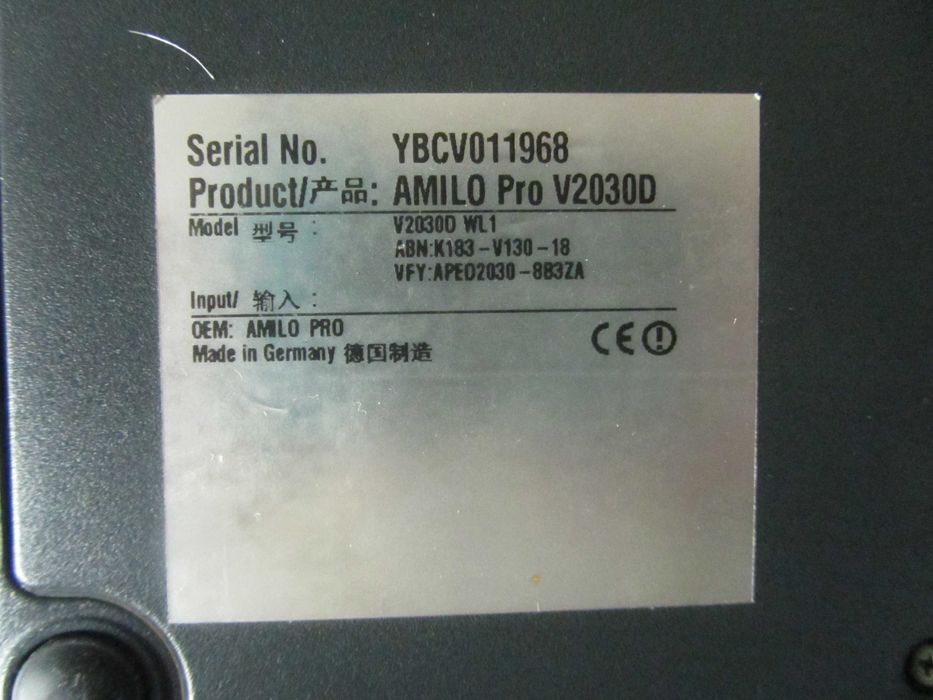 Serial No. YBCV011968
Product/产品: AMILO Pro V2030D
Model 型号 : V2030D WL1
ABN:K183-V130-18
VFY:APEO2030-8B3ZA
Input/ 输入 :
OEM: AMILO PRO
CE
Made in Germany 德国制造